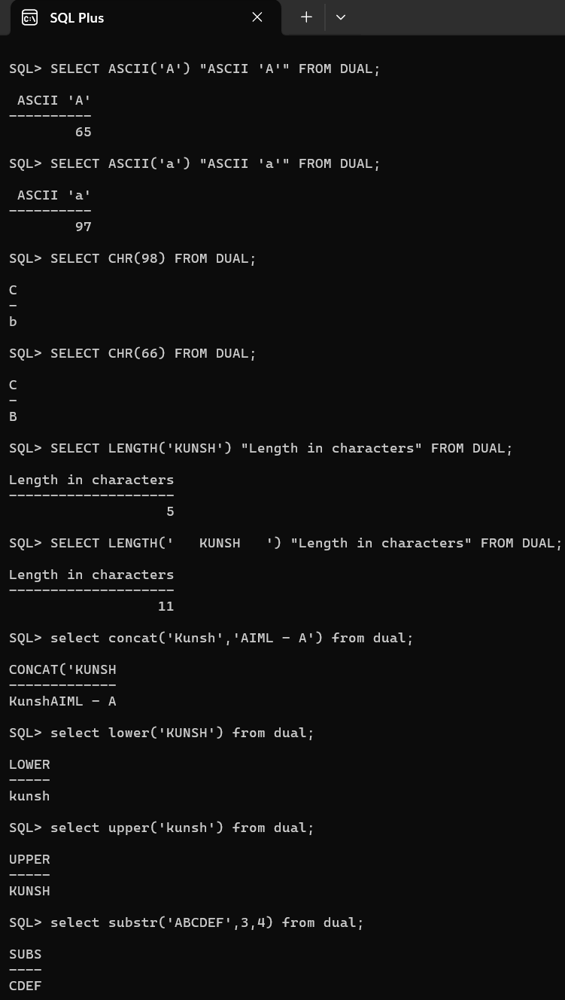 SQL Plus
SQL> SELECT ASCII('A') "ASCII 'A'" FROM DUAL;
 ASCII 'A'
----------
        65
SQL> SELECT ASCII('a') "ASCII 'a'" FROM DUAL;
 ASCII 'a'
----------
        97
SQL> SELECT CHR(98) FROM DUAL;
C
-
b
SQL> SELECT CHR(66) FROM DUAL;
C
-
B
SQL> SELECT LENGTH('KUNSH') "Length in characters" FROM DUAL;
Length in characters
--------------------
                   5
SQL> SELECT LENGTH('   KUNSH   ') "Length in characters" FROM DUAL;
Length in characters
--------------------
                  11
SQL> select concat('Kunsh','AIML - A') from dual;
CONCAT('KUNSH
-------------
KunshAIML - A
SQL> select lower('KUNSH') from dual;
LOWER
-----
kunsh
SQL> select upper('kunsh') from dual;
UPPER
-----
KUNSH
SQL> select substr('ABCDEF',3,4) from dual;
SUBS
----
CDEF